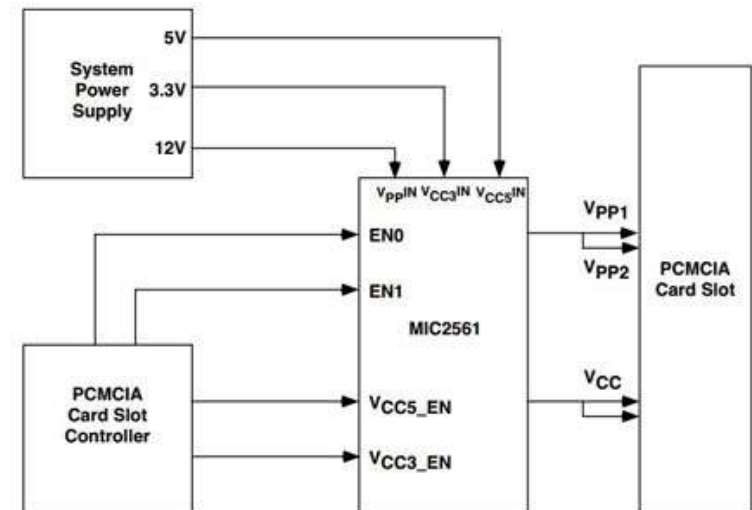 System
Power
Supply
5V
3.3V
12V
VPPIN VCC3IN VCC5IN
EN0
EN1
MIC2561
VCC5_EN
VCC3_EN
PCMCIA
Card Slot
Controller
VPP1
VPP2
VCC
PCMCIA
Card Slot